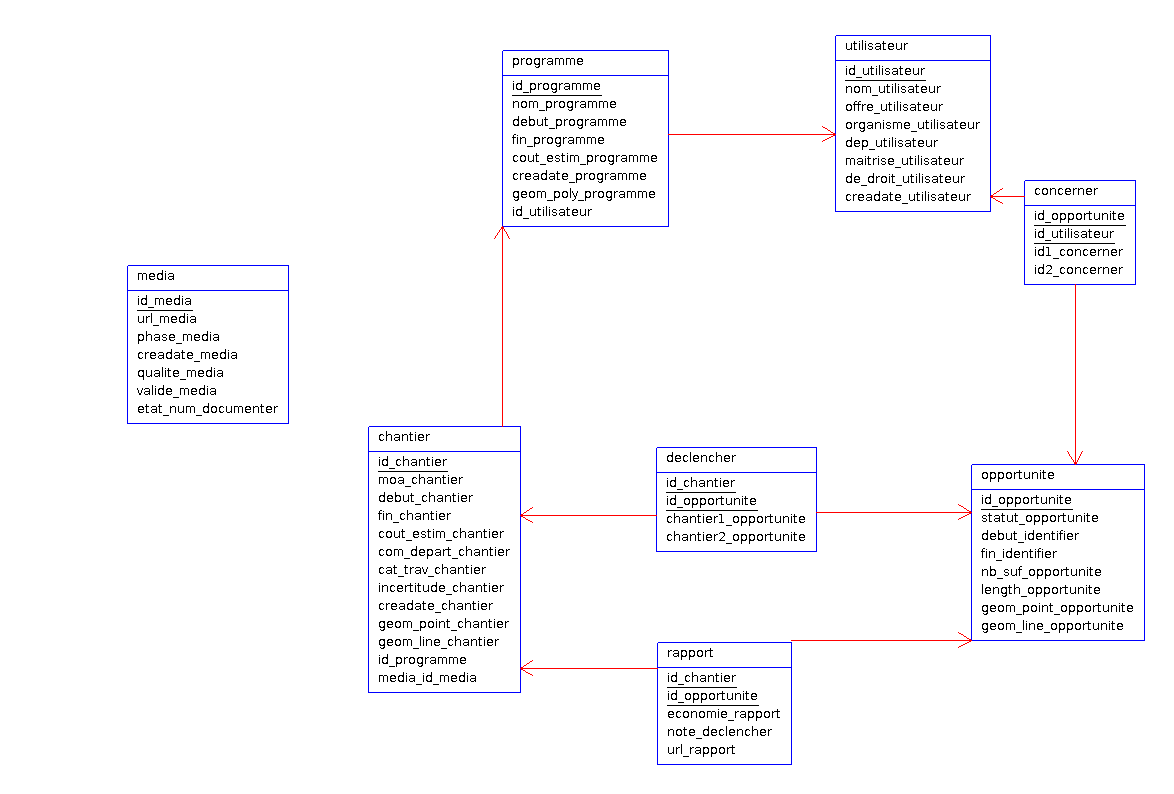 programme
id_programme
nom_programme
debut_programme
fin_programme
cout_estim_programme
creadate_programme
geom_poly_programme
id_utilisateur
utilisateur
id_utilisateur
nom_utilisateur
offre_utilisateur
organisme_utilisateur
dep_utilisateur
maitrise_utilisateur
de_droit_utilisateur
creadate_utilisateur
concerner
id_opportunite
id_utilisateur
id1_concerner
id2_concerner
media
id_media
url_media
phase_media
creadate_media
qualite_media
valide_media
etat_num_documenter
chantier
id_chantier
moa_chantier
debut_chantier
fin_chantier
cout_estim_chantier
com_depart_chantier
cat_trav_chantier
incertitude_chantier
creadate_chantier
geom_point_chantier
geom_line_chantier
id_programme
media_id_media
declencher
id_chantier
id_opportunite
chantier1_opportunite
chantier2_opportunite
opportunite
id_opportunite
statut_opportunite
debut_identifier
fin_identifier
nb_suf_opportunite
length_opportunite
geom_point_opportunite
geom_line_opportunite
rapport
id_chantier
id_opportunite
economie_rapport
note_declencher
url_rapport